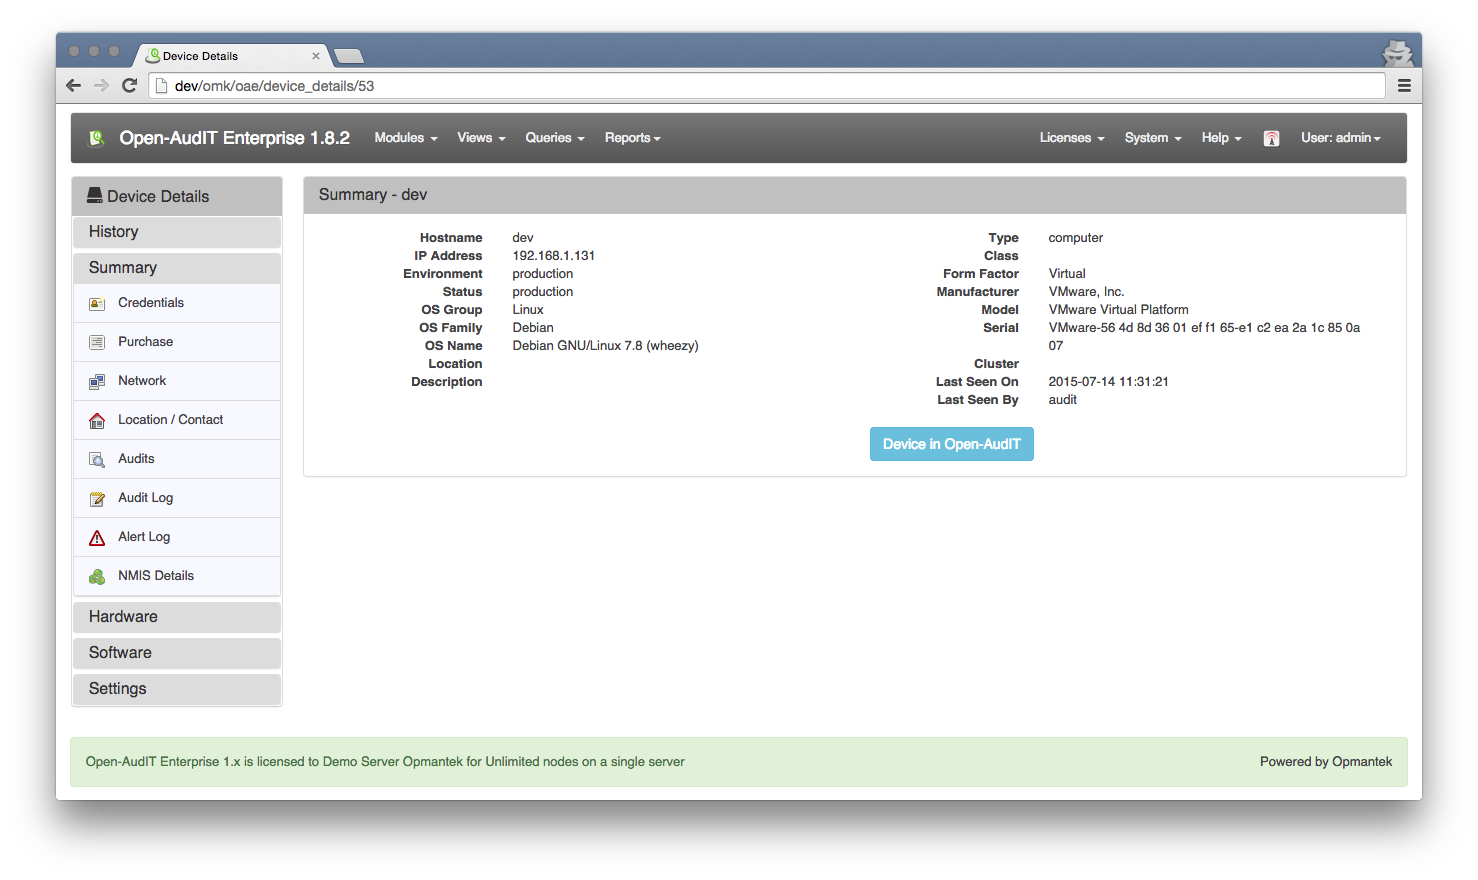 Device Details
dev/omk/oae/device_details/53
Open-AudIT Enterprise 1.8.2 Modules Views Queries Reports Licenses System Help User: admin
Device Details
History
Summary
Credentials
Purchase
Network
Location / Contact
Audits
Audit Log
Alert Log
NMIS Details
Hardware
Software
Settings
Summary - dev
Hostname dev
IP Address 192.168.1.131
Environment production
Status production
OS Group Linux
OS Family Debian
OS Name Debian GNU/Linux 7.8 (wheezy)
Location
Description
Type computer
Class
Form Factor Virtual
Manufacturer VMware, Inc.
Model VMware Virtual Platform
Serial VMware-56 4d 8d 36 01 ef f1 65-e1 c2 ea 2a 1c 85 0a
07
Cluster
Last Seen On 2015-07-14 11:31:21
Last Seen By audit
Device in Open-AudIT
Open-AudIT Enterprise 1.x is licensed to Demo Server Opmantek for Unlimited nodes on a single server
Powered by Opmantek